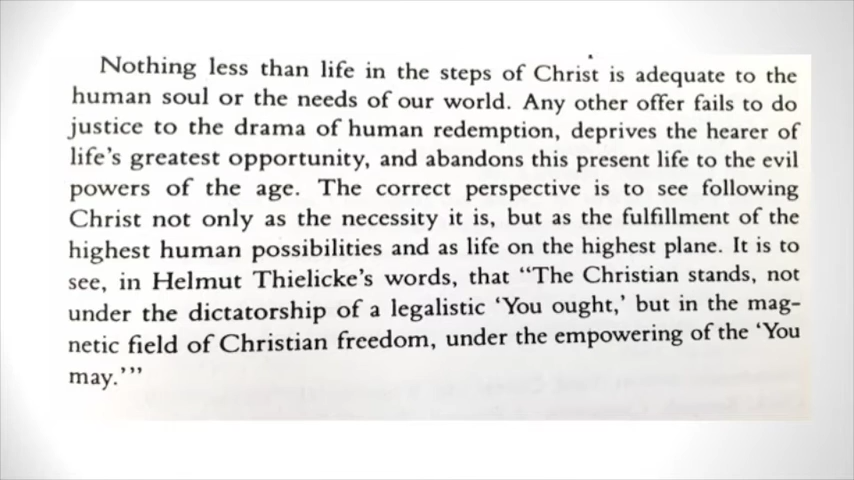 Nothing less than life in the steps of Christ is adequate to the
human soul or the needs of our world. Any other offer fails to do
justice to the drama of human redemption, deprives the hearer of
life's greatest opportunity, and abandons this present life to the evil
powers of the age. The correct perspective is to see following
Christ not only as the necessity it is, but as the fulfillment of the
highest human possibilities and as life on the highest plane. It is to
see, in Helmut Thielicke's words, that “The Christian stands, not
under the dictatorship of a legalistic ‘You ought,’ but in the mag-
netic field of Christian freedom, under the empowering of the ‘You
may.’”